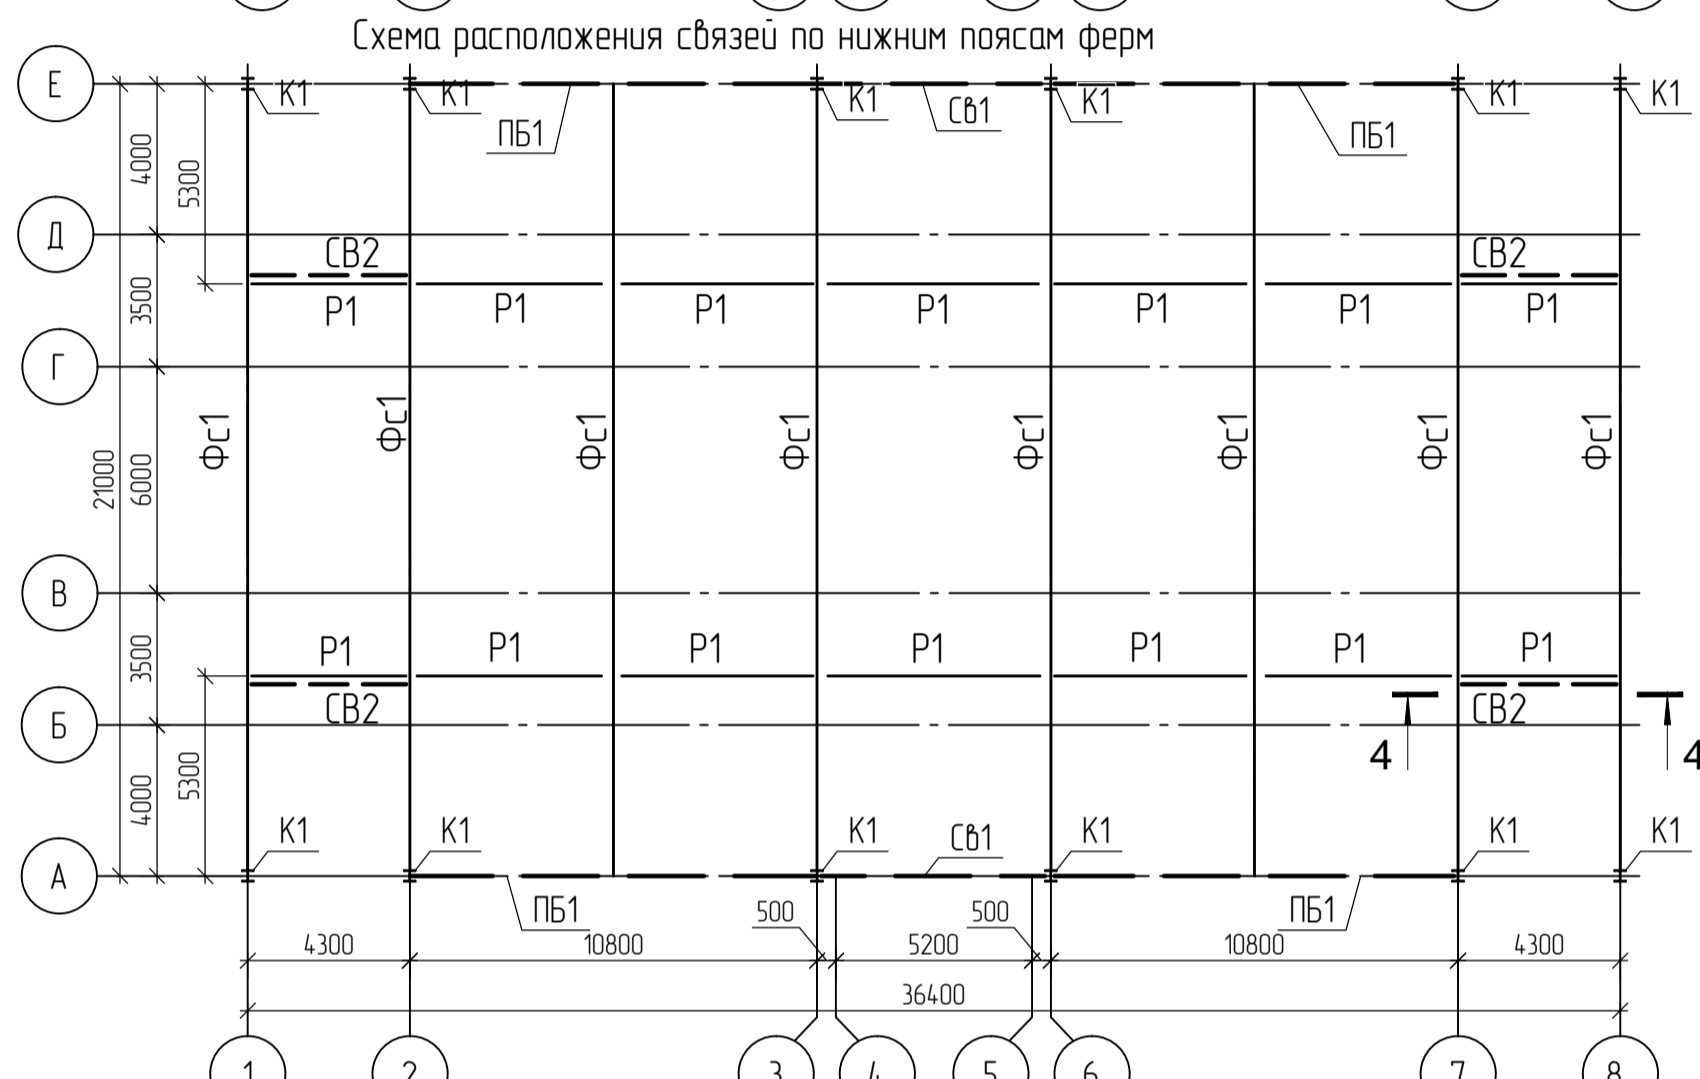 Схема расположения связей по нижним поясам ферм
Е
К1
К1
К1
Св1
К1
К1
К1
ПБ1
ПБ1
4000
5300
Д
СВ2
СВ2
3500
Р1
Р1
Р1
Р1
Р1
Р1
Р1
Г
Фс1
Фс1
Фс1
Фс1
Фс1
Фс1
Фс1
Фс1
21000
6000
В
3500
Р1
Р1
Р1
Р1
Р1
Р1
Р1
СВ2
СВ2
Б
4
4
5300
4000
К1
К1
К1
Св1
К1
К1
К1
А
ПБ1
500
500
ПБ1
4300
10800
5200
10800
4300
36400
1
2
3
4
5
6
7
8